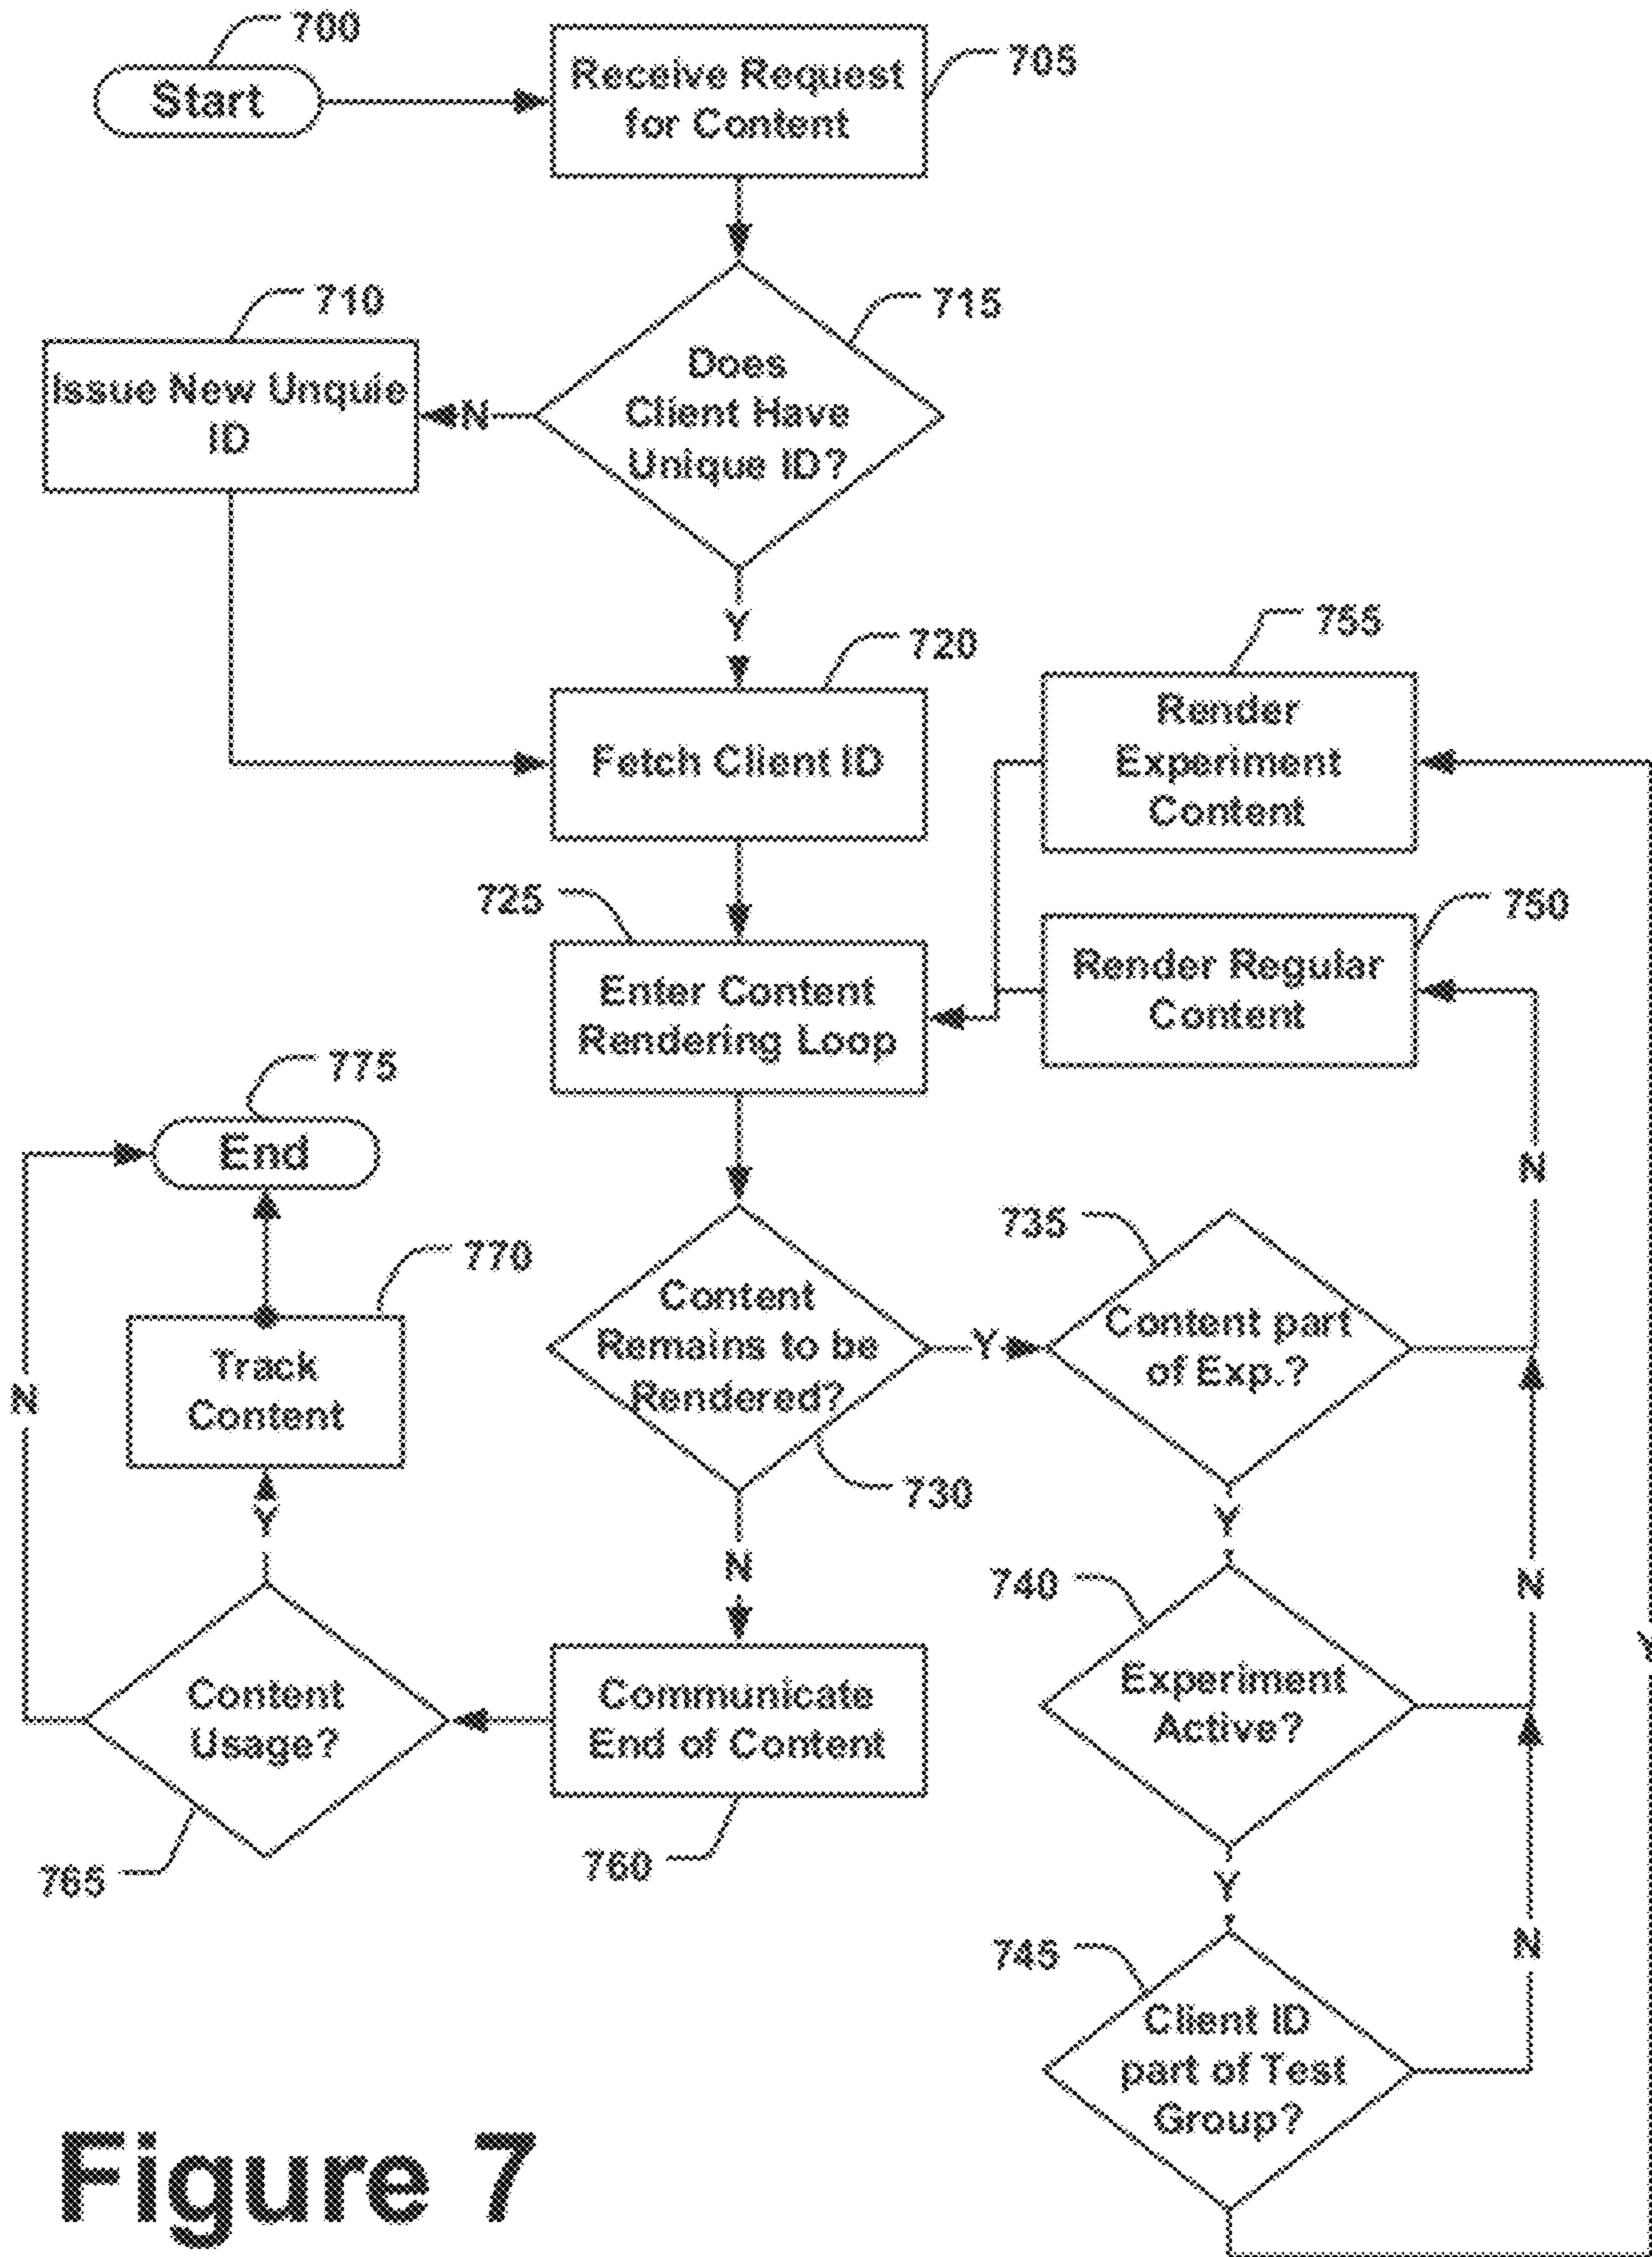 700
Start
Receive Request
for Content
705
710
Issue New Unquie
ID
N
Does
Client Have
Unique ID?
715
Y
720
Fetch Client ID
755
Render
Experiment
Content
725
Enter Content
Rendering Loop
750
Render Regular
Content
775
End
N
770
Track
Content
N
Content
Remains to be
Rendered?
730
Y
735
Content part
of Exp.?
Y
Y
N
740
Experiment
Active?
N
Y
765
Content
Usage?
Communicate
End of Content
760
Y
745
Client ID
part of Test
Group?
N
Figure 7